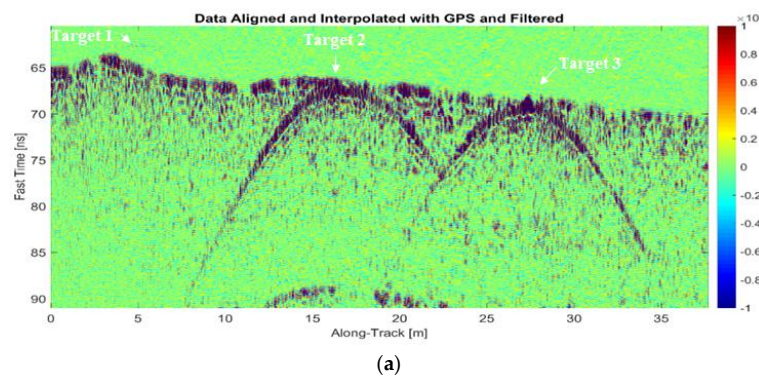 Data Aligned and Interpolated with GPS and Filtered
×10
Target 1
Target 2
Target 3
1
0.8
0.6
0.4
0.2
0
-0.2
-0.4
-0.6
-0.8
-1
Fast Time [ns]
65
70
75
80
85
90
0 5 10 15 20 25 30 35
Along-Track [m]
(a)